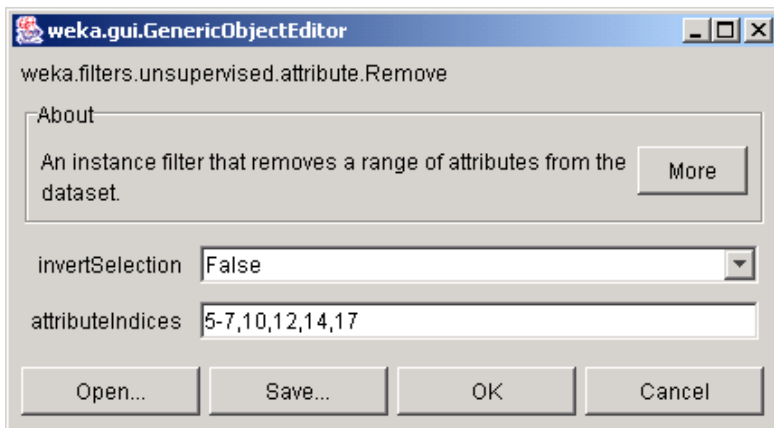 weka.gui.GenericObjectEditor
weka.filters.unsupervised.attribute.Remove
About
An instance filter that removes a range of attributes from the
dataset.
More
invertSelection False
attributeIndices 5-7,10,12,14,17
Open... Save... OK Cancel